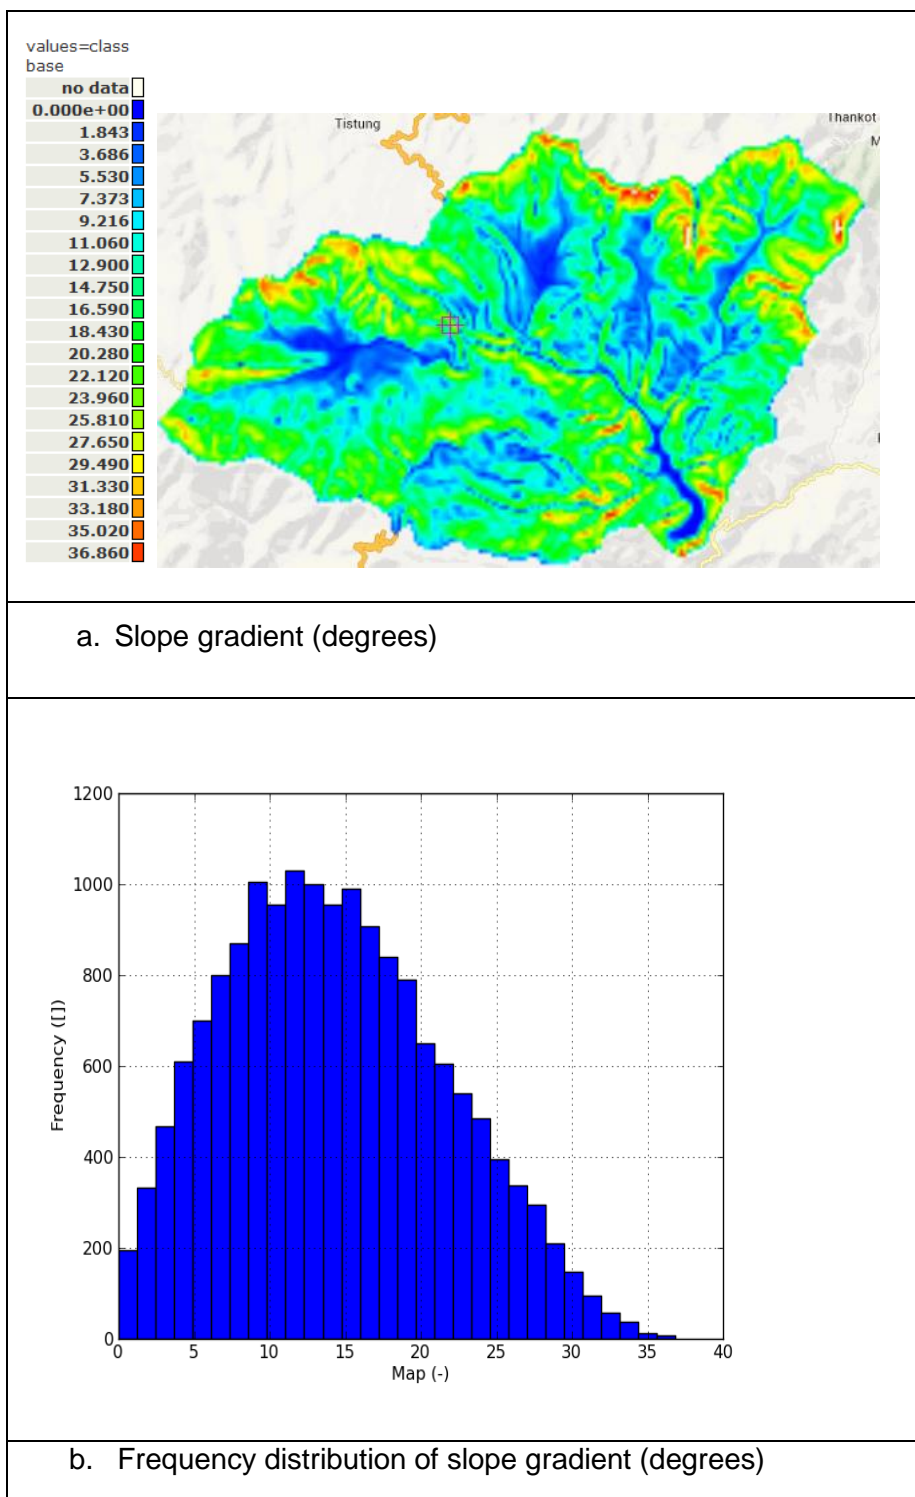 values=class
base
no data
0.000e+00
1.843
3.686
5.530
7.373
9.216
11.060
12.900
14.750
16.590
18.430
20.280
22.120
23.960
25.810
27.650
29.490
31.330
33.180
35.020
36.860
Tistung
Thankot
M
a. Slope gradient (degrees)
1200
1000
800
600
400
200
0
Frequency ([])
0 5 10 15 20 25 30 35 40
Map (-)
b. Frequency distribution of slope gradient (degrees)